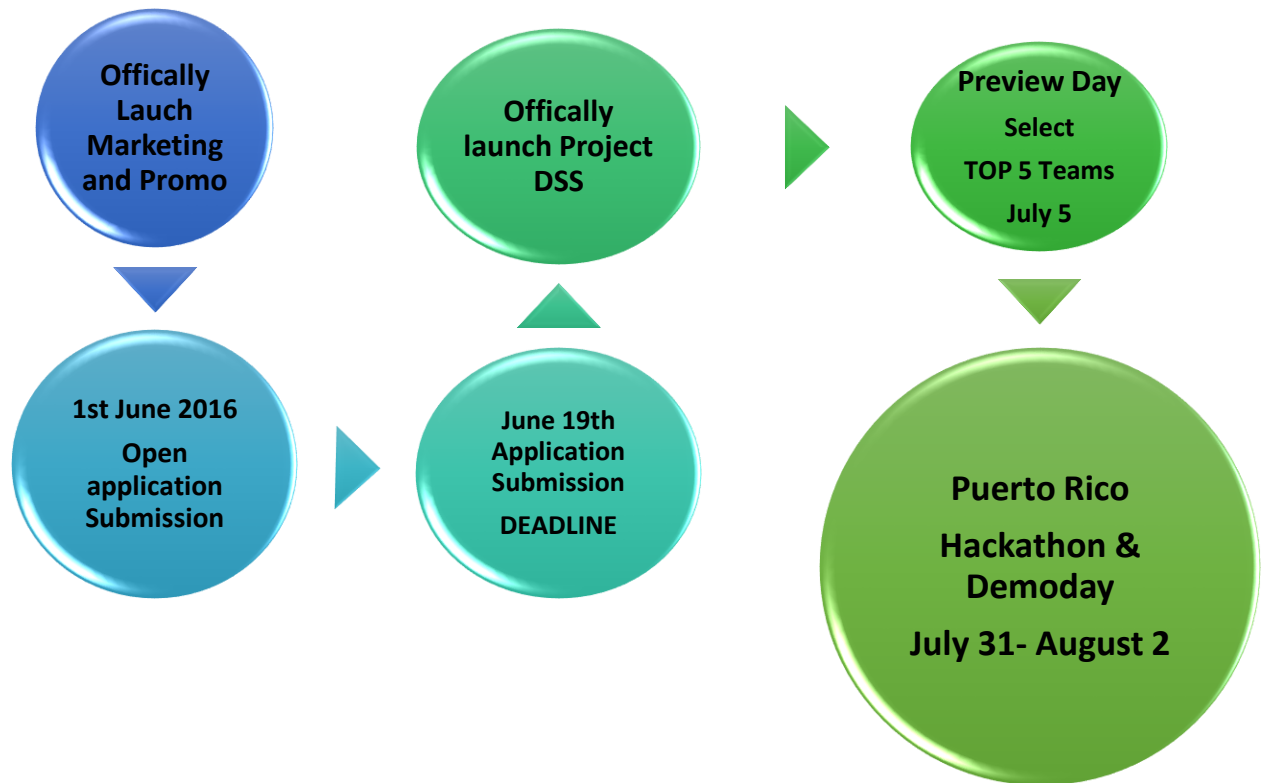 Offically
Lauch
Marketing
and Promo
1st June 2016
Open
application
Submission
June 19th
Application
Submission
DEADLINE
Offically
launch Project
DSS
Preview Day
Select
TOP 5 Teams
July 5
Puerto Rico
Hackathon &
Demoday
July 31- August 2